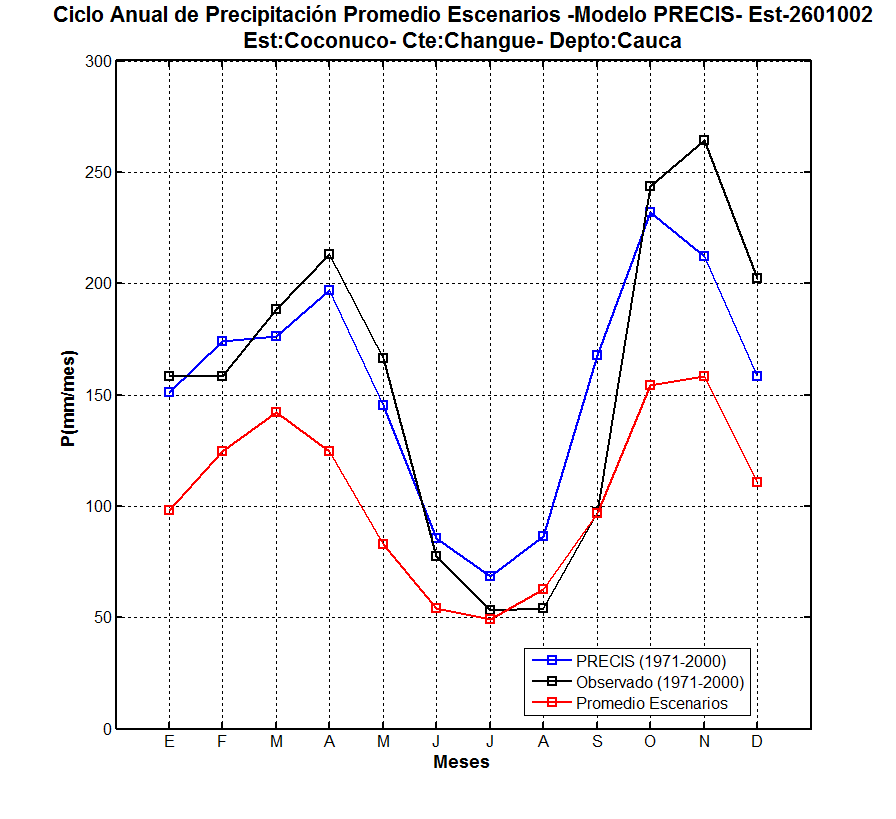 Ciclo Anual de Precipitación Promedio Escenarios -Modelo PRECIS- Est-2601002
Est:Coconuco- Cte:Changue- Depto:Cauca
300
250
200
150
100
50
0
P(mm/mes)
E F M A M J J A S O N D
Meses
PRECIS (1971-2000)
Observado (1971-2000)
Promedio Escenarios